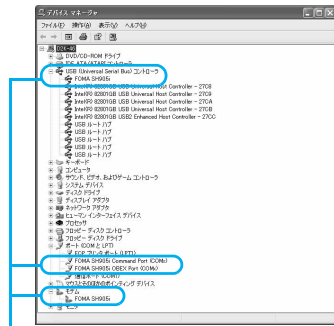 デバイス マネージャ
ファイル(F) 操作(A) 表示(V) ヘルプ(H)
D2K-46
DVD/CD-ROM ドライブ
IDE ATA/ATAPI コントローラ
USB (Universal Serial Bus) コントローラ
FOMA SH905i
Intel(R) 82801GB USB Universal Host Controller - 27C8
Intel(R) 82801GB USB Universal Host Controller - 27C9
Intel(R) 82801GB USB Universal Host Controller - 27CA
Intel(R) 82801GB USB Universal Host Controller - 27CB
Intel(R) 82801GB USB2 Enhanced Host Controller - 27CC
USB ルート ハブ
USB ルート ハブ
USB ルート ハブ
USB ルート ハブ
USB ルート ハブ
キーボード
コンピュータ
サウンド、ビデオ、およびゲーム コントローラ
システム デバイス
ディスク ドライブ
ディスプレイ アダプタ
ネットワーク アダプタ
ヒューマン インターフェイス デバイス
プロセッサ
フロッピー ディスク コントローラ
フロッピー ディスク ドライブ
ポート (COM と LPT)
ECP プリンタ ポート (LPT1)
FOMA SH905i Command Port (COMx)
FOMA SH905i OBEX Port (COMx)
通信ポート (COM1)
マウスとそのほかのポインティング デバイス
モデム
FOMA SH905i
モニタ